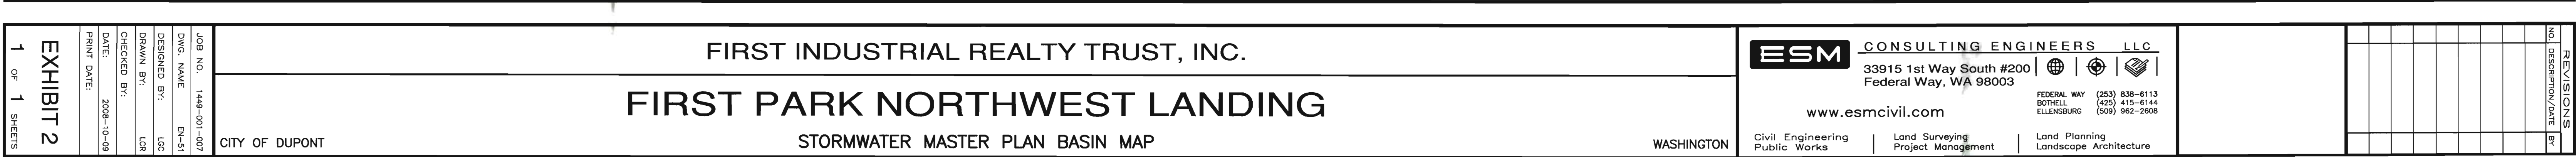 JOB NO. 1449-001-007
DWG. NAME EN-51
DESIGNED BY: LGC
DRAWN BY: LCR
CHECKED BY:
DATE: 2008-10-09
PRINT DATE:
EXHIBIT 2
1 OF 1 SHEETS
FIRST INDUSTRIAL REALTY TRUST, INC.
FIRST PARK NORTHWEST LANDING
CITY OF DUPONT
STORMWATER MASTER PLAN BASIN MAP
WASHINGTON
ESM
CONSULTING ENGINEERS LLC
33915 1st Way South #200
Federal Way, WA 98003
www.esmcivil.com
FEDERAL WAY (253) 838-6113
BOTHELL (425) 415-6144
ELLENSBURG (509) 962-2608
Civil Engineering
Public Works
Land Surveying
Project Management
Land Planning
Landscape Architecture
REVISIONS
NO. DESCRIPTION/DATE BY